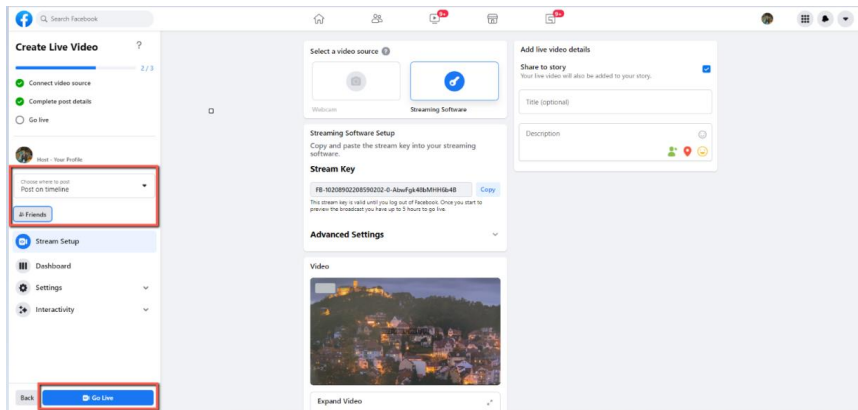 Search Facebook
9+
9+
Create Live Video
?
2 / 3
Connect video source
Complete post details
Go live
Host - Your Profile
Choose where to post
Post on timeline
Friends
Stream Setup
Dashboard
Settings
Interactivity
Back
Go Live
Select a video source
Webcam
Streaming Software
Streaming Software Setup
Copy and paste the stream key into your streaming
software.
Stream Key
Copy
This stream key is valid until you log out of Facebook. Once you start to
preview the broadcast you have up to 5 hours to go live.
Advanced Settings
Video
Expand Video
Add live video details
Share to story
Your live video will also be added to your story.
Title (optional)
Description